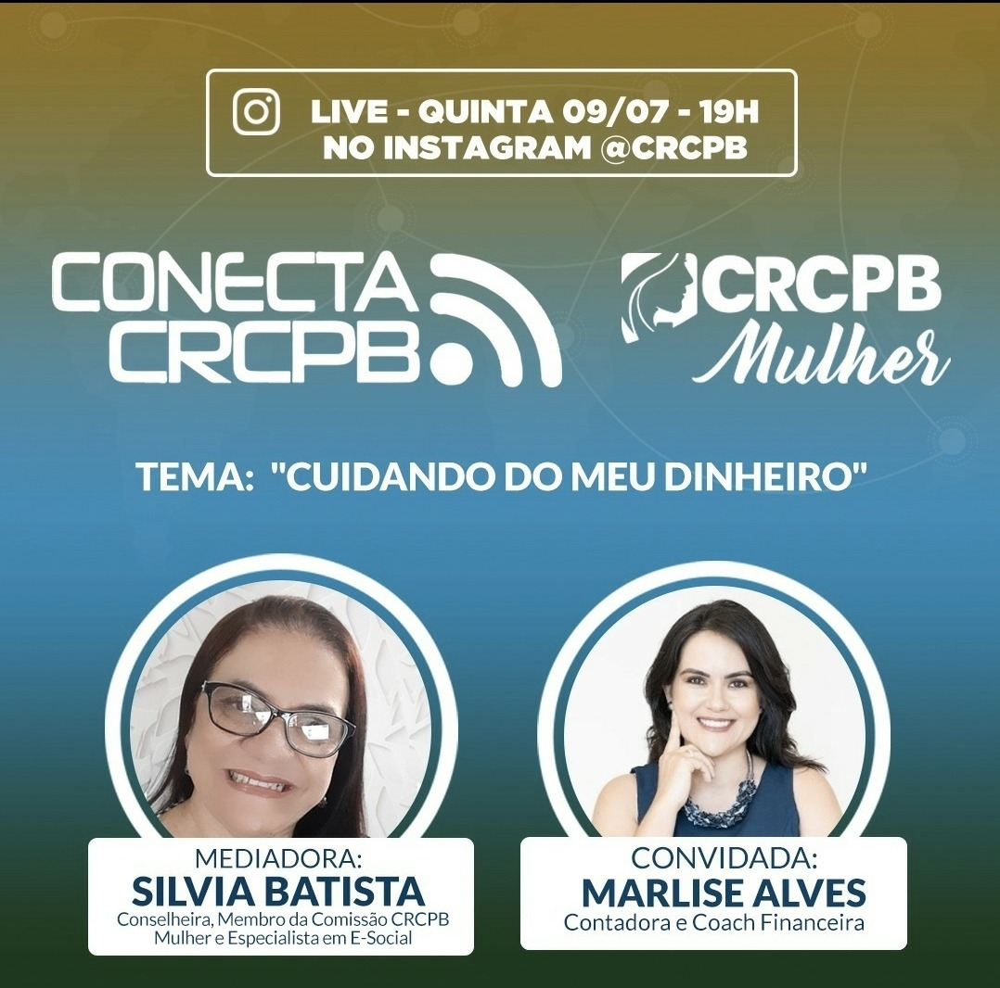 LIVE - QUINTA 09/07 - 19H
NO INSTAGRAM @CRCPB
CONECTA
CRCPB
CRCPB
Mulher
TEMA: "CUIDANDO DO MEU DINHEIRO"
MEDIADORA:
SILVIA BATISTA
Conselheira, Membro da Comissão CRCPB
Mulher e Especialista em E-Social
CONVIDADA:
MARLISE ALVES
Contadora e Coach Financeira